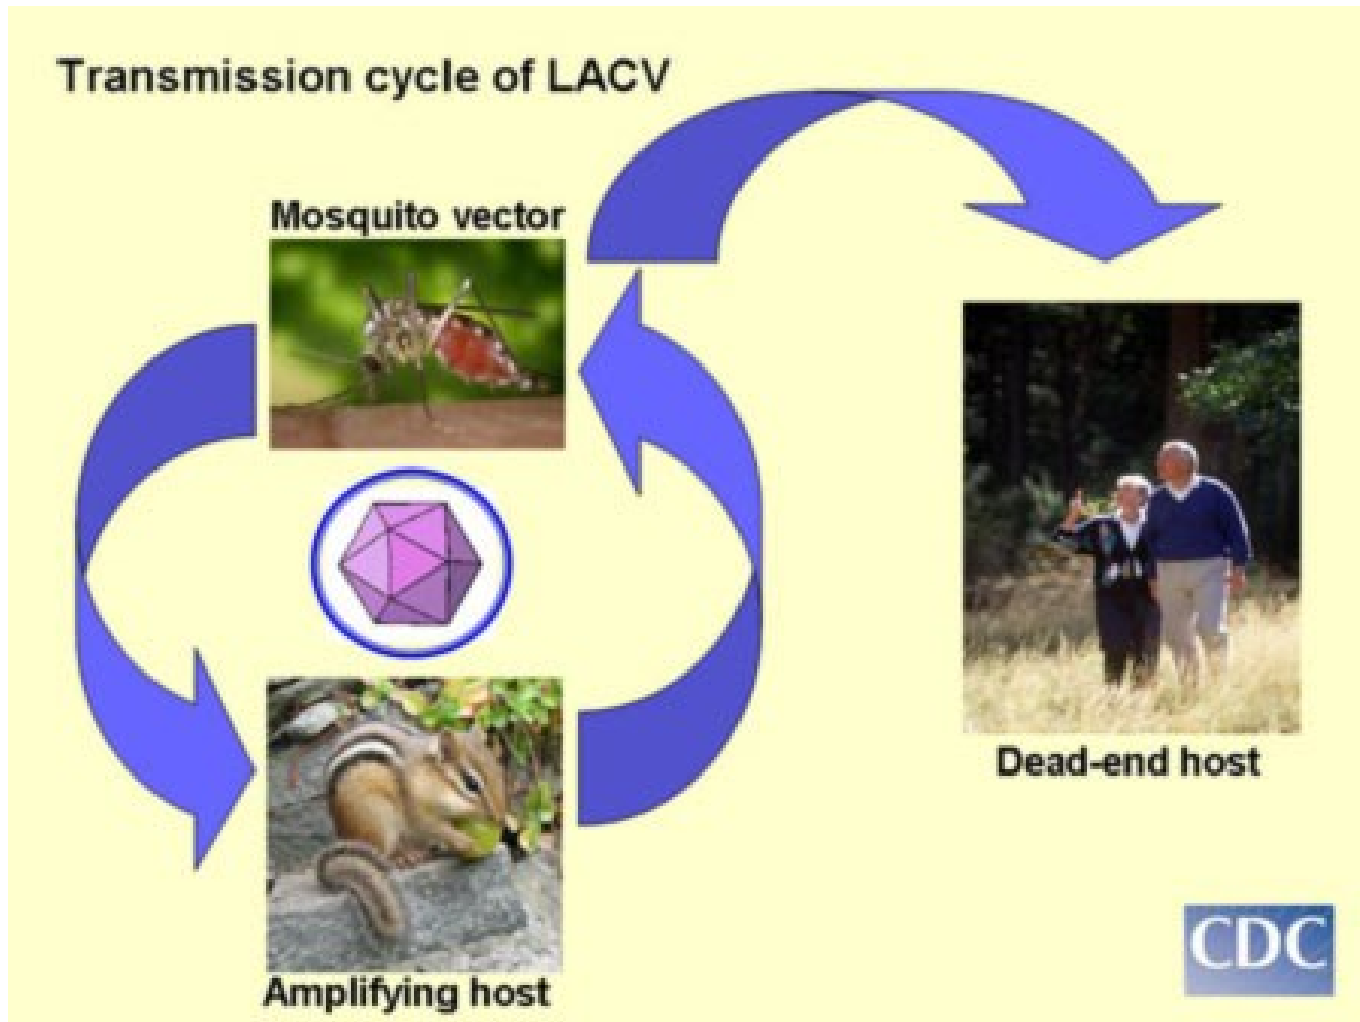 Transmission cycle of LACV
Mosquito vector
Dead-end host
Amplifying host
CDC